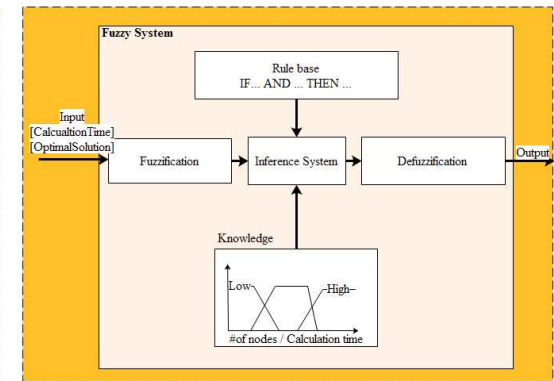 Fuzzy System
Rule base
IF... AND ... THEN ...
Input
[CalcualtionTime]
[OptimalSolution]
Fuzzification
Inference System
Defuzzification
Output
Knowledge
Low
High
#of nodes / Calculation time